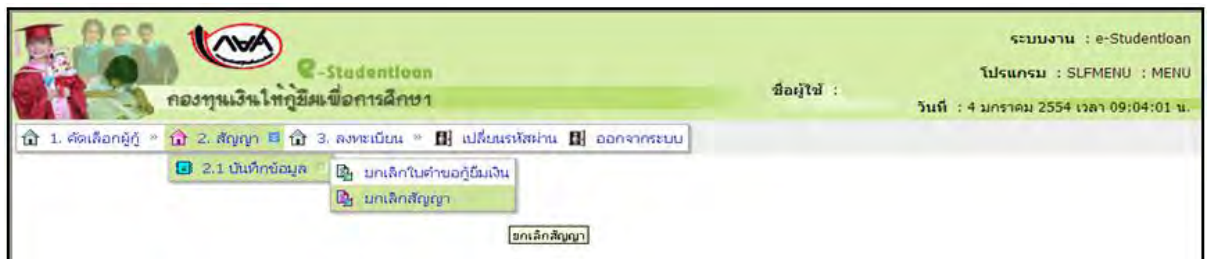 ระบบงาน : e-Studentloan
กยศ
e-Studentloan
โปรแกรม : SLFMENU : MENU
กองทุนเงินให้กู้ยืมเพื่อการศึกษา
ชื่อผู้ใช้ :
วันที่ : 4 มกราคม 2554 เวลา 09:04:01 น.
1. คัดเลือกผู้กู้ » 2. สัญญา 3. ลงทะเบียน » เปลี่ยนรหัสผ่าน ออกจากระบบ
2.1 บันทึกข้อมูล ยกเลิกใบคำขอกู้ยืมเงิน
ยกเลิกสัญญา
ยกเลิกสัญญา